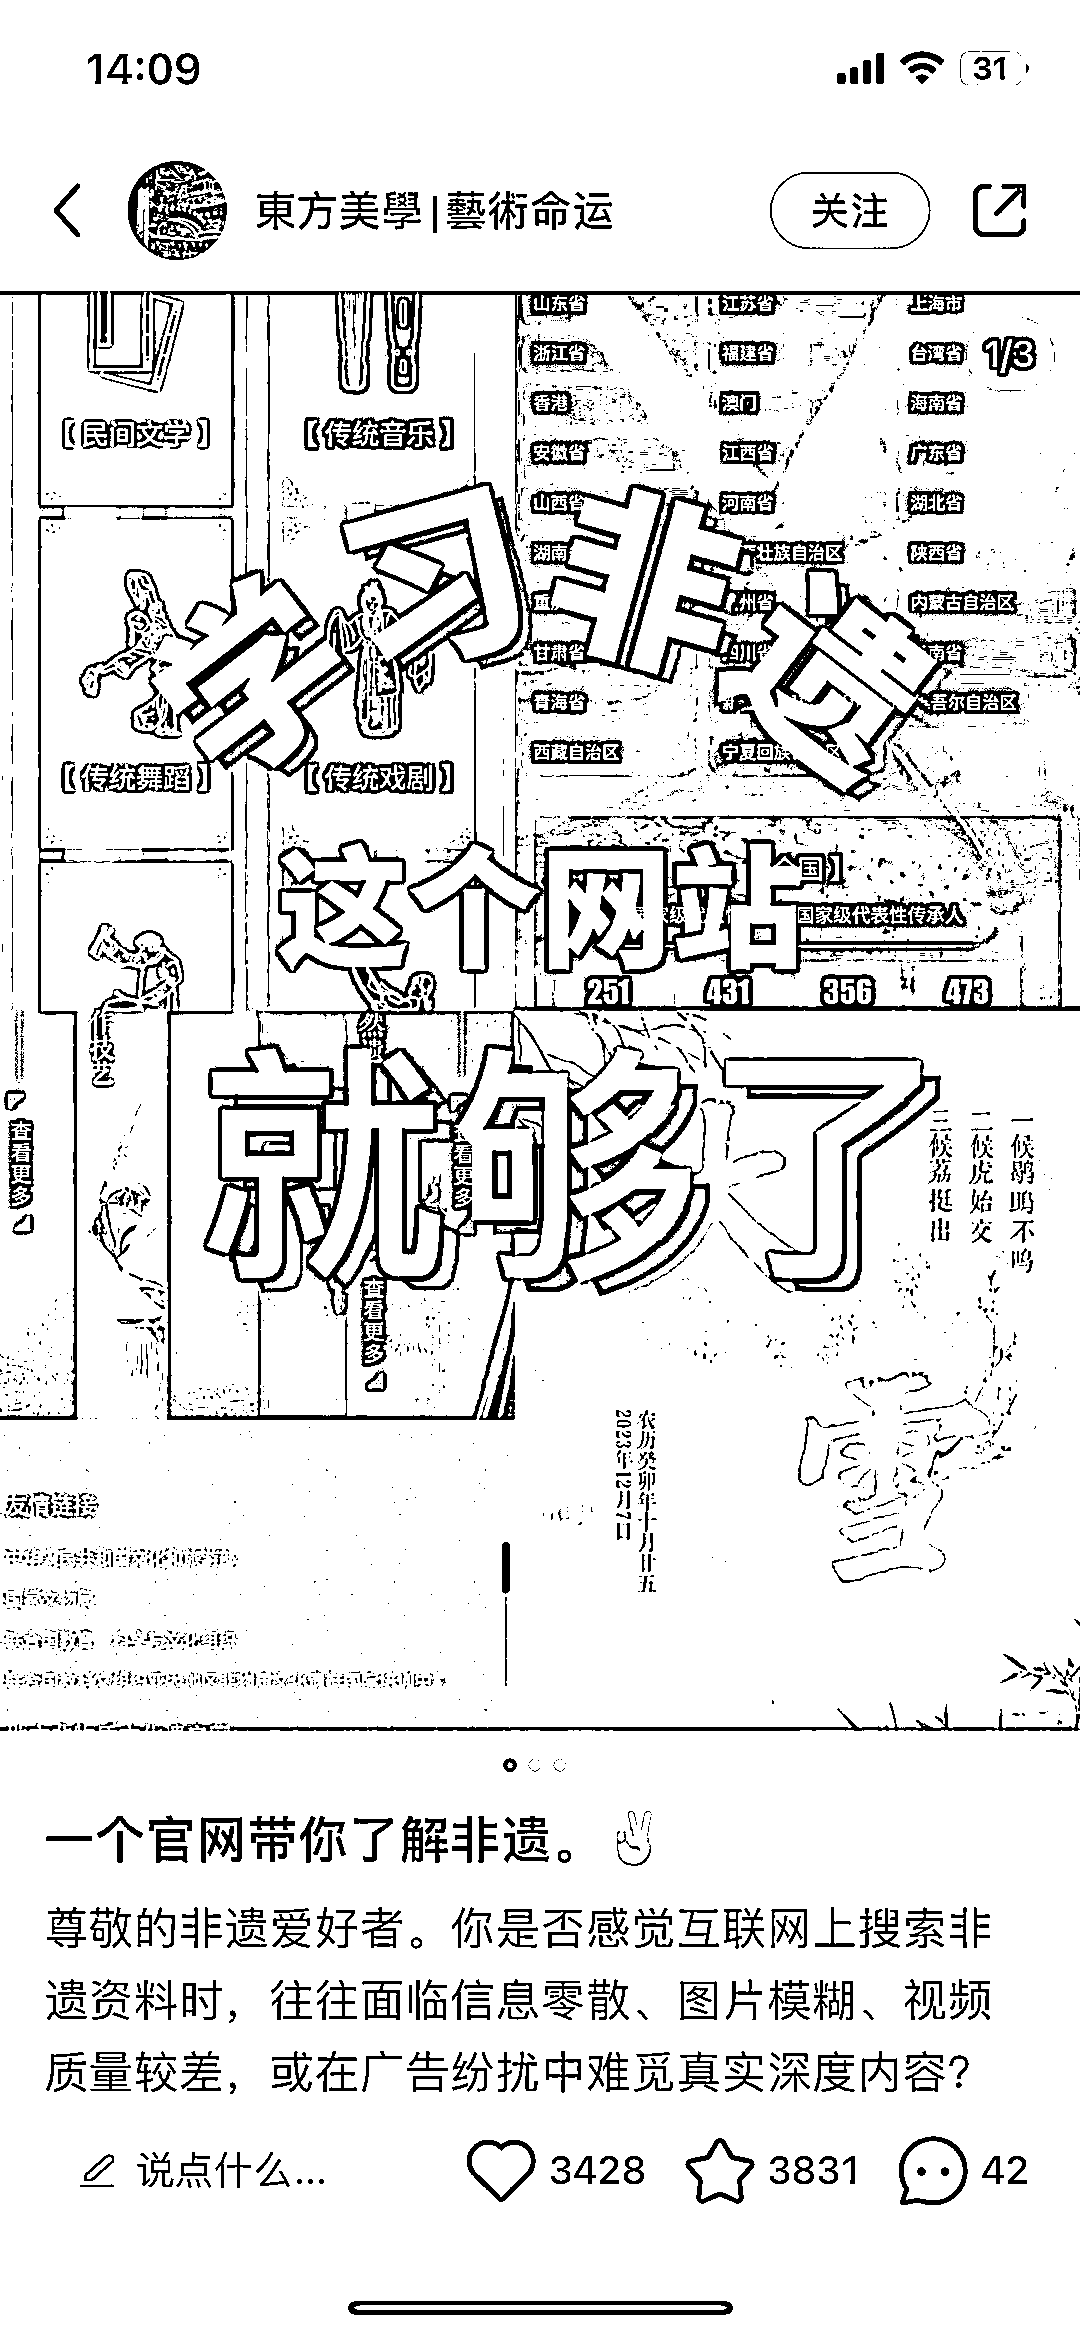 14:09
31
東方美學|藝術命运
关注
山东省
江苏省
上海市
浙江省
福建省
台湾省
1/3
香港
澳门
海南省
【民间文学】
【传统音乐】
安徽省
江西省
广东省
山西省
河南省
湖北省
湖南
壮族自治区
陕西省
州省
内蒙古自治区
甘肃省
四川省
南省
青海省
吾尔自治区
西藏自治区
宁夏回族
区
学习非遗
【传统舞蹈】
【传统戏剧】
这个网站
国】
国家级代表性传承人
251
431
356
473
技艺
就够了
查看更多
看更多
查看更多
一候鹖鴠不鸣
二候虎始交
三候荔挺出
农历癸卯年十月廿五
2023年12月7日
友情链接
一个官网带你了解非遗。✌
尊敬的非遗爱好者。你是否感觉互联网上搜索非
遗资料时，往往面临信息零散、图片模糊、视频
质量较差，或在广告纷扰中难觅真实深度内容？
说点什么...
3428
3831
42